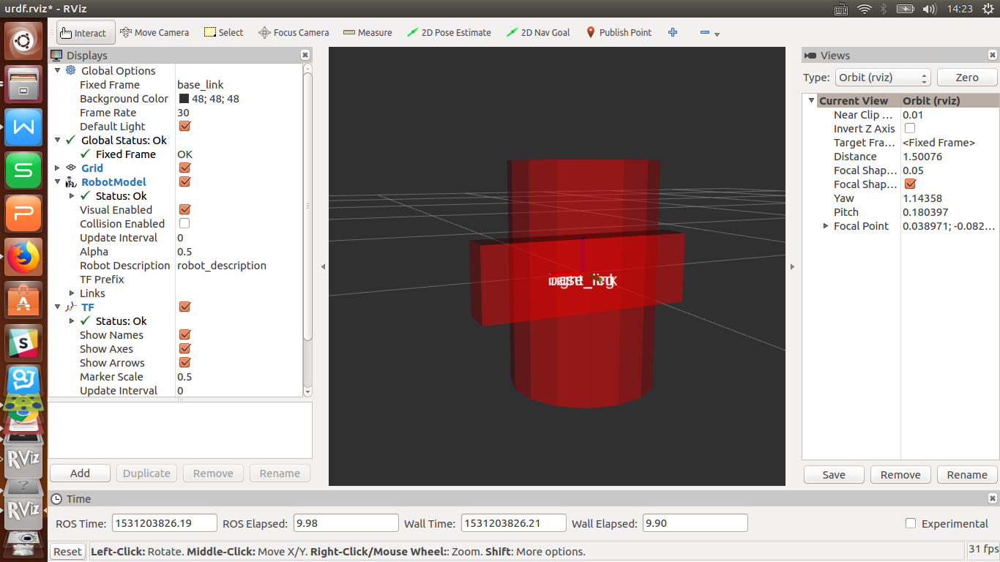 urdf.rviz* - RViz
14:23
Interact Move Camera Select Focus Camera Measure 2D Pose Estimate 2D Nav Goal Publish Point
Displays
Global Options
Fixed Frame base_link
Background Color 48; 48; 48
Frame Rate 30
Default Light
Global Status: Ok
Fixed Frame OK
Grid
RobotModel
Status: Ok
Visual Enabled
Collision Enabled
Update Interval 0
Alpha 0.5
Robot Description robot_description
TF Prefix
Links
TF
Status: Ok
Show Names
Show Axes
Show Arrows
Marker Scale 0.5
Update Interval 0
Add Duplicate Remove Rename
Views
Type: Orbit (rviz) Zero
Current View Orbit (rviz)
Near Clip ... 0.01
Invert Z Axis
Target Fra... <Fixed Frame>
Distance 1.50076
Focal Shap... 0.05
Focal Shap...
Yaw 1.14358
Pitch 0.180397
Focal Point 0.038971; -0.082...
Save Remove Rename
Time
ROS Time: 1531203826.19 ROS Elapsed: 9.98 Wall Time: 1531203826.21 Wall Elapsed: 9.90 Experimental
Reset Left-Click: Rotate. Middle-Click: Move X/Y. Right-Click/Mouse Wheel:: Zoom. Shift: More options. 31 fps
W
S
P
A
S
RViz
?
RViz